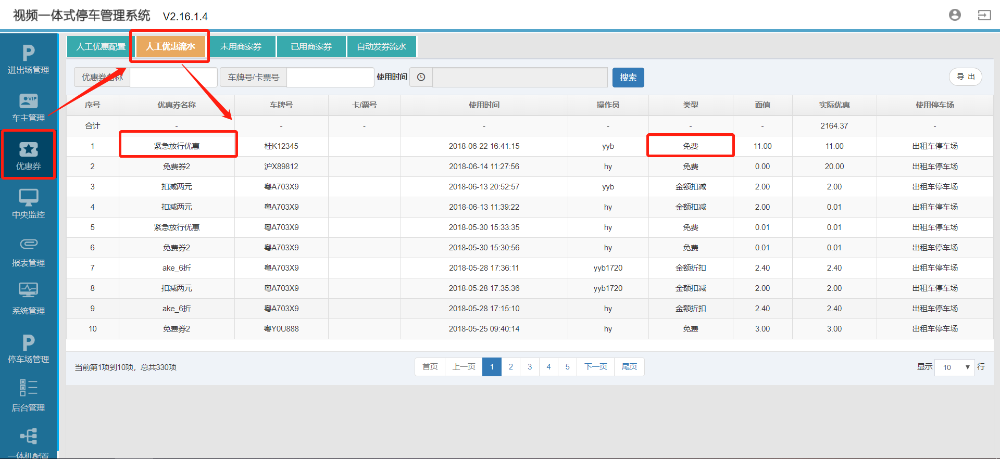 视频一体式停车管理系统 V2.16.1.4
进出场管理
VIP
车主管理
优惠券
中央监控
报表管理
系统管理
停车场管理
后台管理
一体机配置
人工优惠配置 人工优惠流水 未用商家券 已用商家券 自动发券流水
优惠券名称 车牌号/卡票号 使用时间 搜索 导 出
序号 优惠券名称 车牌号 卡/票号 使用时间 操作员 类型 面值 实际优惠 使用停车场
合计 - - - - - - - 2164.37 -
1 紧急放行优惠 桂K12345 2018-06-22 16:41:15 yyb 免费 11.00 11.00 出租车停车场
2 免费券2 沪X89812 2018-06-14 11:27:56 hy 免费 0.00 20.00 出租车停车场
3 扣减两元 粤A703X9 2018-06-13 20:52:57 yyb 金额扣减 2.00 2.00 出租车停车场
4 扣减两元 粤A703X9 2018-06-13 11:39:22 hy 金额扣减 2.00 0.01 出租车停车场
5 紧急放行优惠 粤A703X9 2018-05-30 15:33:35 hy 免费 0.01 0.01 出租车停车场
6 免费券2 粤A703X9 2018-05-30 15:30:56 hy 免费 0.01 0.01 出租车停车场
7 ake_6折 粤A703X9 2018-05-28 17:36:11 yyb1720 金额折扣 2.40 2.40 出租车停车场
8 扣减两元 粤A703X9 2018-05-28 17:35:36 yyb1720 金额扣减 2.00 2.00 出租车停车场
9 ake_6折 粤A703X9 2018-05-28 17:15:10 hy 金额折扣 2.40 2.40 出租车停车场
10 免费券2 粤Y0U888 2018-05-25 09:40:14 hy 免费 3.00 3.00 出租车停车场
当前第1项到10项，总共330项 首页 上一页 1 2 3 4 5 下一页 尾页 显示 10 行